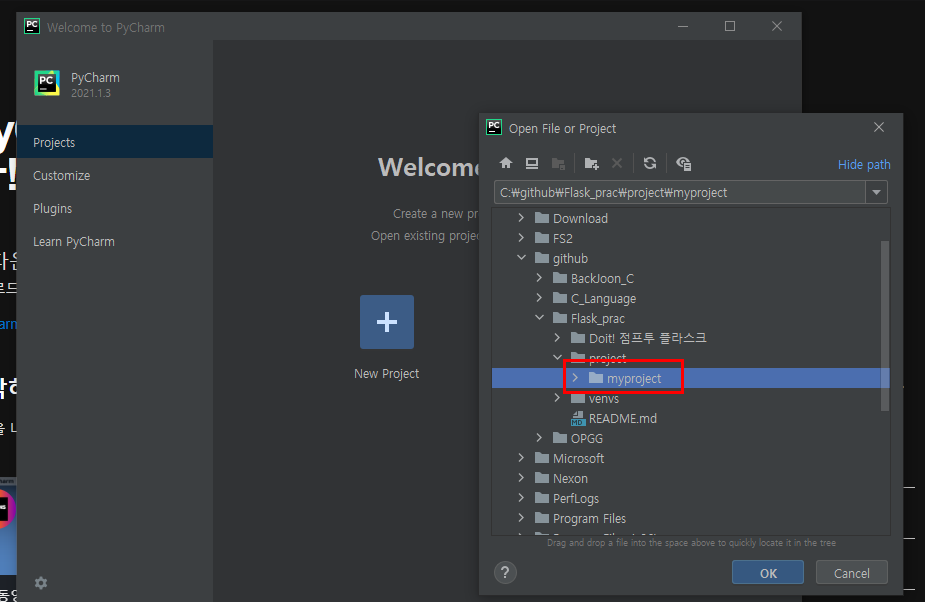 Welcome to PyCharm
PC
PyCharm
2021.1.3
Projects
Customize
Plugins
Learn PyCharm
Welcome
Create a new pr
Open existing projec
New Project
Open File or Project
Hide path
C:₩github₩Flask_prac₩project₩myproject
Download
FS2
github
BackJoon_C
C_Language
Flask_prac
Doit! 점프투 플라스크
project
myproject
venvs
README.md
OPGG
Microsoft
Nexon
PerfLogs
Program Files
Drag and drop a file into the space above to quickly locate it in the tree
?
OK
Cancel